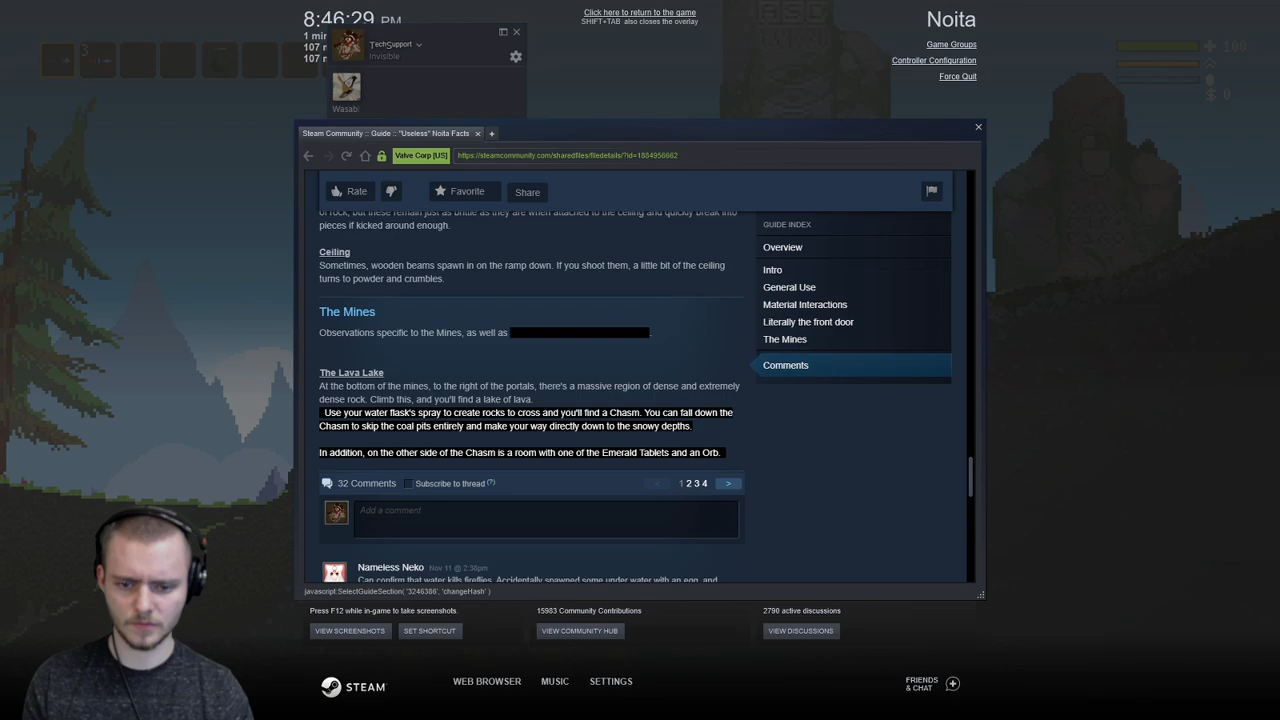 8:46:29 PM
1 min
107 m
107 m
Click here to return to the game
SHIFT+TAB also closes the overlay
Noita
Game Groups
Controller Configuration
Force Quit
TechSupport
Invisible
Wasabi
3
100
$ 0
Steam Community :: Guide :: "Useless" Noita Facts
Valve Corp [US]
https://steamcommunity.com/sharedfiles/filedetails/?id=1884956662
Rate
Favorite
Share
of rock, but these remain just as brittle as they are when attached to the ceiling and quickly break into
pieces if kicked around enough.
Ceiling
Sometimes, wooden beams spawn in on the ramp down. If you shoot them, a little bit of the ceiling
turns to powder and crumbles.
The Mines
Observations specific to the Mines, as well as
The Lava Lake
At the bottom of the mines, to the right of the portals, there's a massive region of dense and extremely
dense rock. Climb this, and you'll find a lake of lava.
Use your water flask's spray to create rocks to cross and you'll find a Chasm. You can fall down the
Chasm to skip the coal pits entirely and make your way directly down to the snowy depths.
In addition, on the other side of the Chasm is a room with one of the Emerald Tablets and an Orb.
GUIDE INDEX
Overview
Intro
General Use
Material Interactions
Literally the front door
The Mines
Comments
32 Comments
Subscribe to thread (?)
< 1 2 3 4 >
Add a comment
Nameless Neko Nov 11 @ 2:38pm
Can confirm that water kills fireflies. Accidentally spawned some under water with an egg, and
javascript:SelectGuideSection( '3246386', 'changeHash' )
Press F12 while in-game to take screenshots.
VIEW SCREENSHOTS
SET SHORTCUT
15983 Community Contributions
VIEW COMMUNITY HUB
2790 active discussions
VIEW DISCUSSIONS
STEAM
WEB BROWSER
MUSIC
SETTINGS
FRIENDS
& CHAT